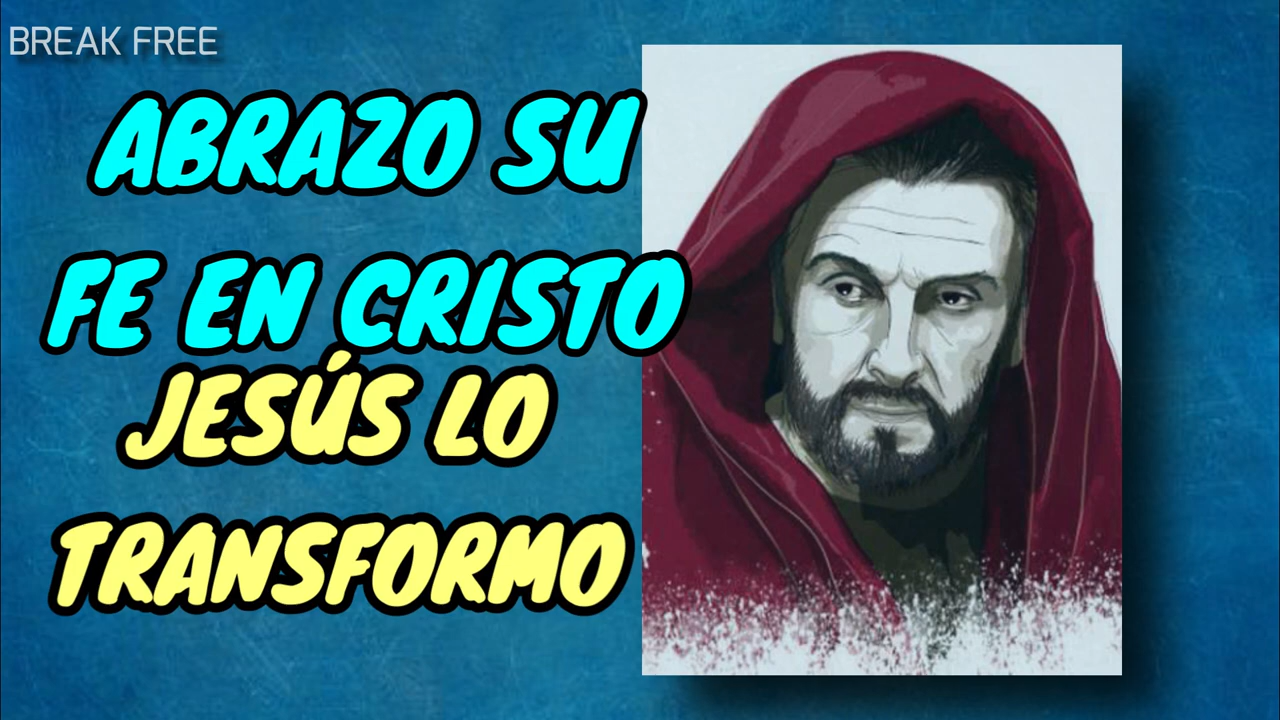 BREAK FREE
ABRAZO SU
FE EN CRISTO
JESÚS LO
TRANSFORMO